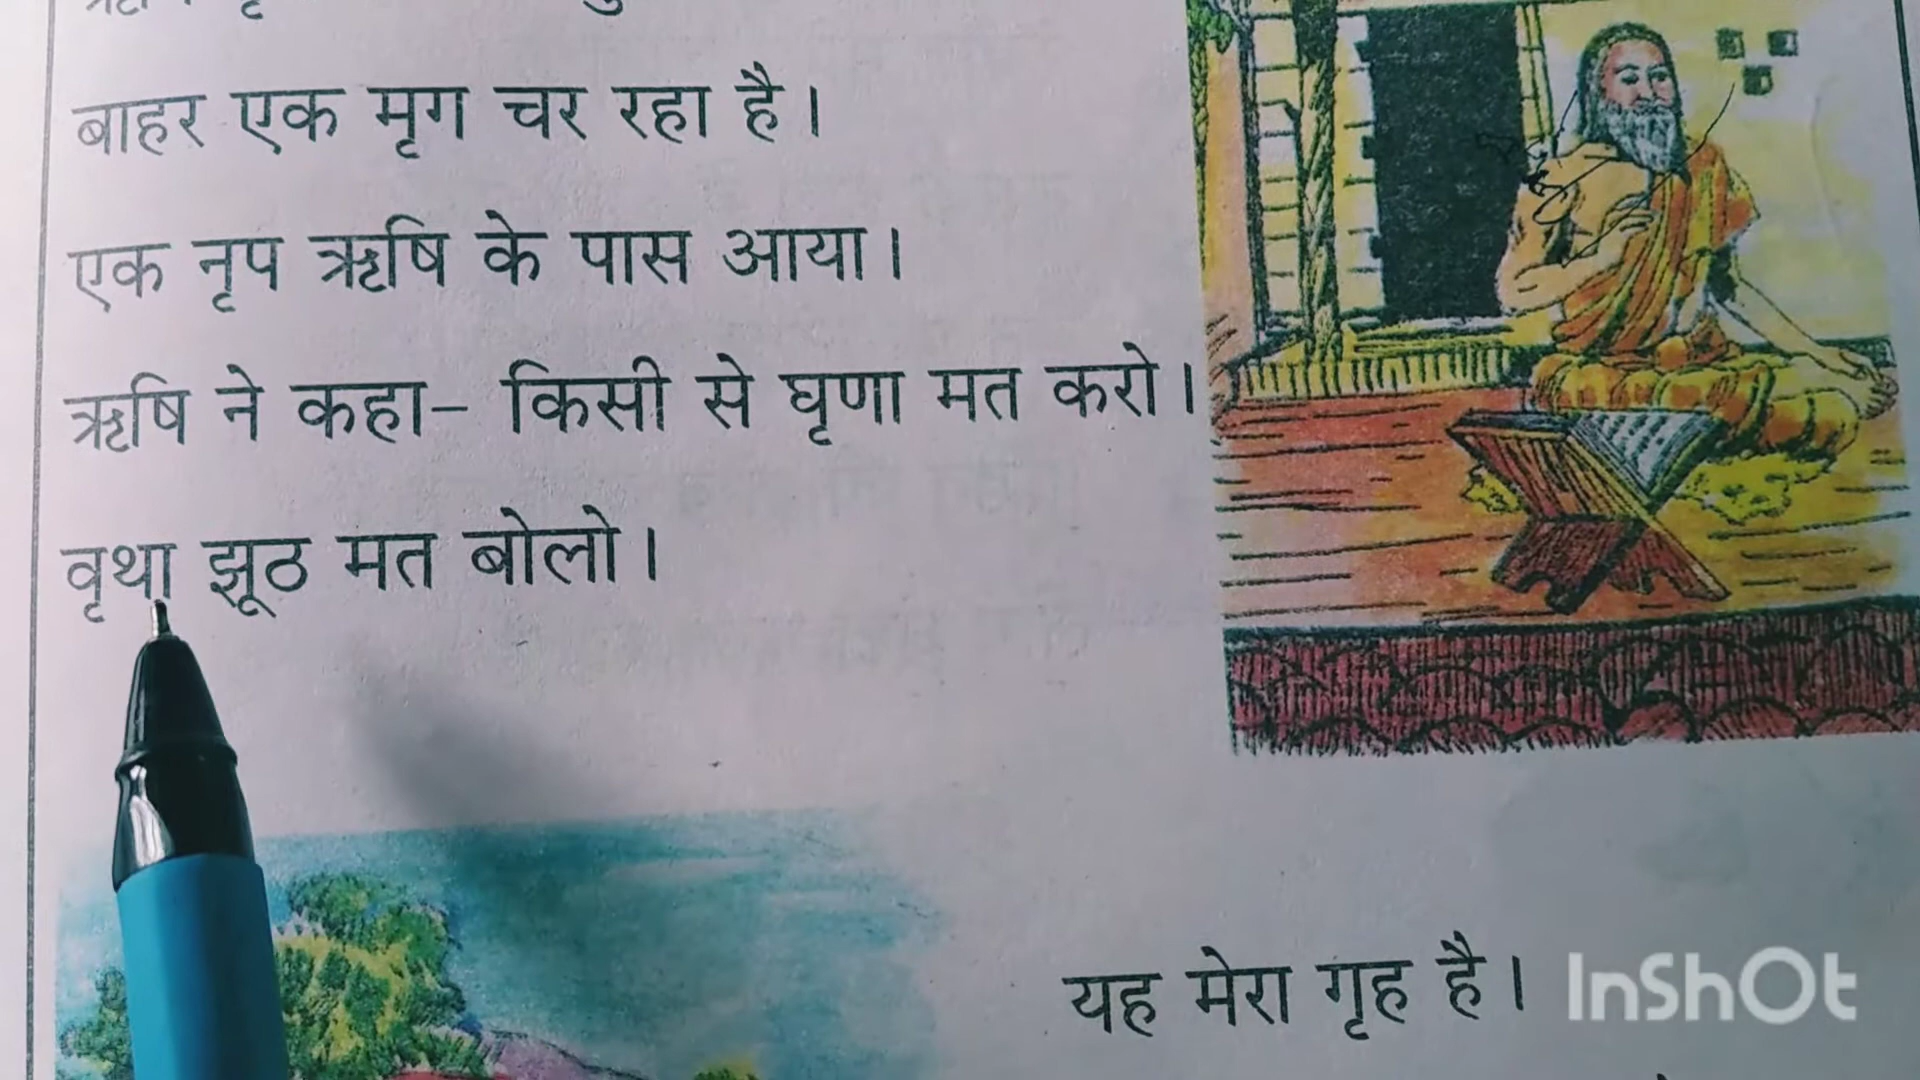 बाहर एक मृग चर रहा है।
एक नृप ऋषि के पास आया।
ऋषि ने कहा– किसी से घृणा मत करो।
वृथा झूठ मत बोलो।
यह मेरा गृह है।
InShOt